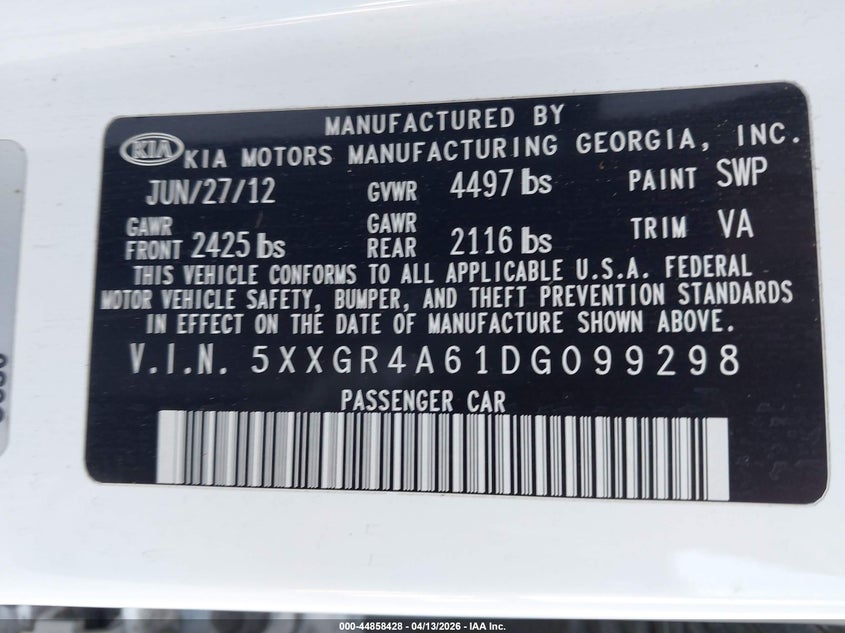 MANUFACTURED BY
KIA KIA MOTORS MANUFACTURING GEORGIA, INC.
JUN/27/12 GVWR 4497 lbs PAINT SWP
GAWR FRONT 2425 lbs GAWR REAR 2116 lbs TRIM VA
THIS VEHICLE CONFORMS TO ALL APPLICABLE U.S.A. FEDERAL
MOTOR VEHICLE SAFETY, BUMPER, AND THEFT PREVENTION STANDARDS
IN EFFECT ON THE DATE OF MANUFACTURE SHOWN ABOVE.
V.I.N. 5XXGR4A61DG099298
PASSENGER CAR
000-44858428 - 04/13/2026 - IAA Inc.